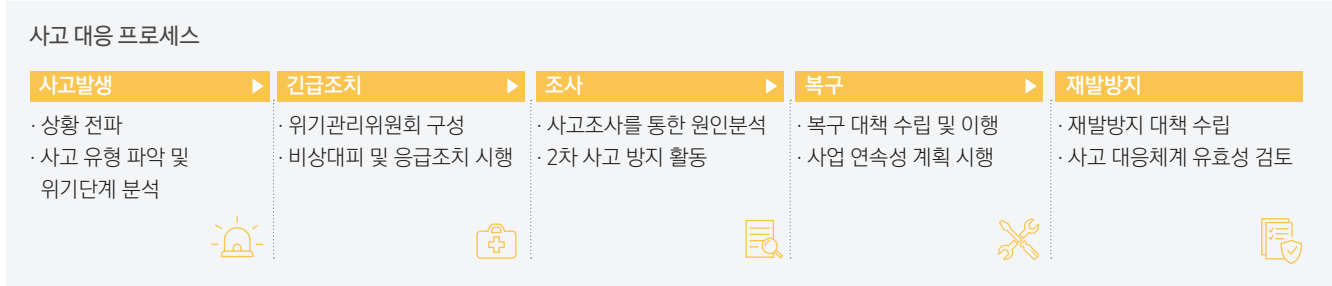 사고 대응 프로세스
사고발생
· 상황 전파
· 사고 유형 파악 및
위기단계 분석
긴급조치
· 위기관리위원회 구성
· 비상대피 및 응급조치 시행
조사
· 사고조사를 통한 원인분석
· 2차 사고 방지 활동
복구
· 복구 대책 수립 및 이행
· 사업 연속성 계획 시행
재발방지
· 재발방지 대책 수립
· 사고 대응체계 유효성 검토